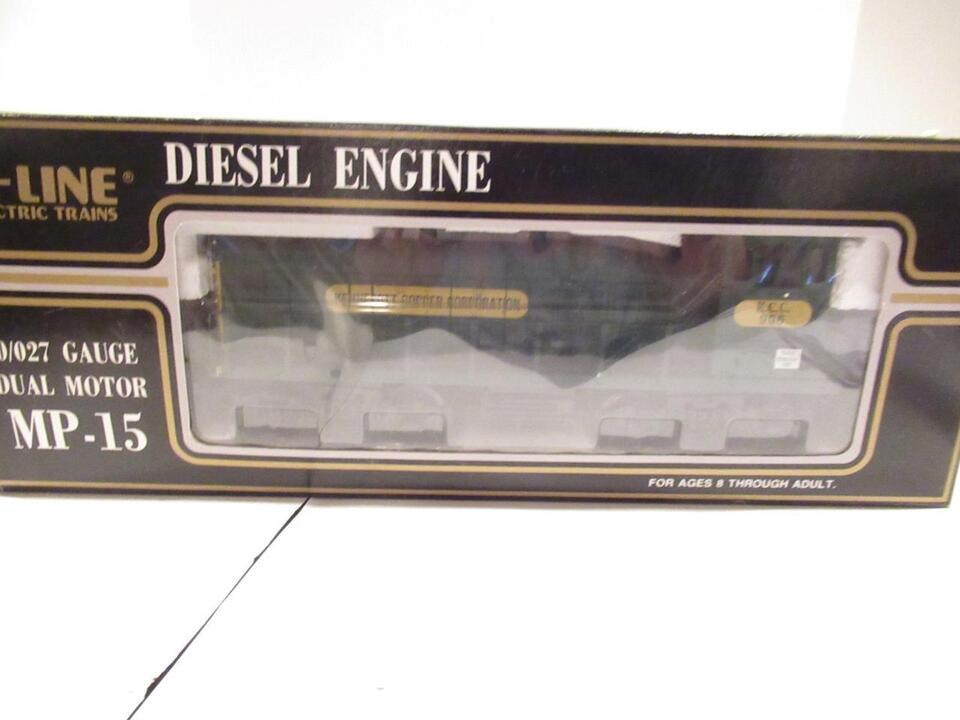 -LINE®
CTRIC TRAINS
DIESEL ENGINE
0/027 GAUGE
DUAL MOTOR
MP-15
KENNECOTT COPPER CORPORATION
K.C.C.
905
FOR AGES 8 THROUGH ADULT.